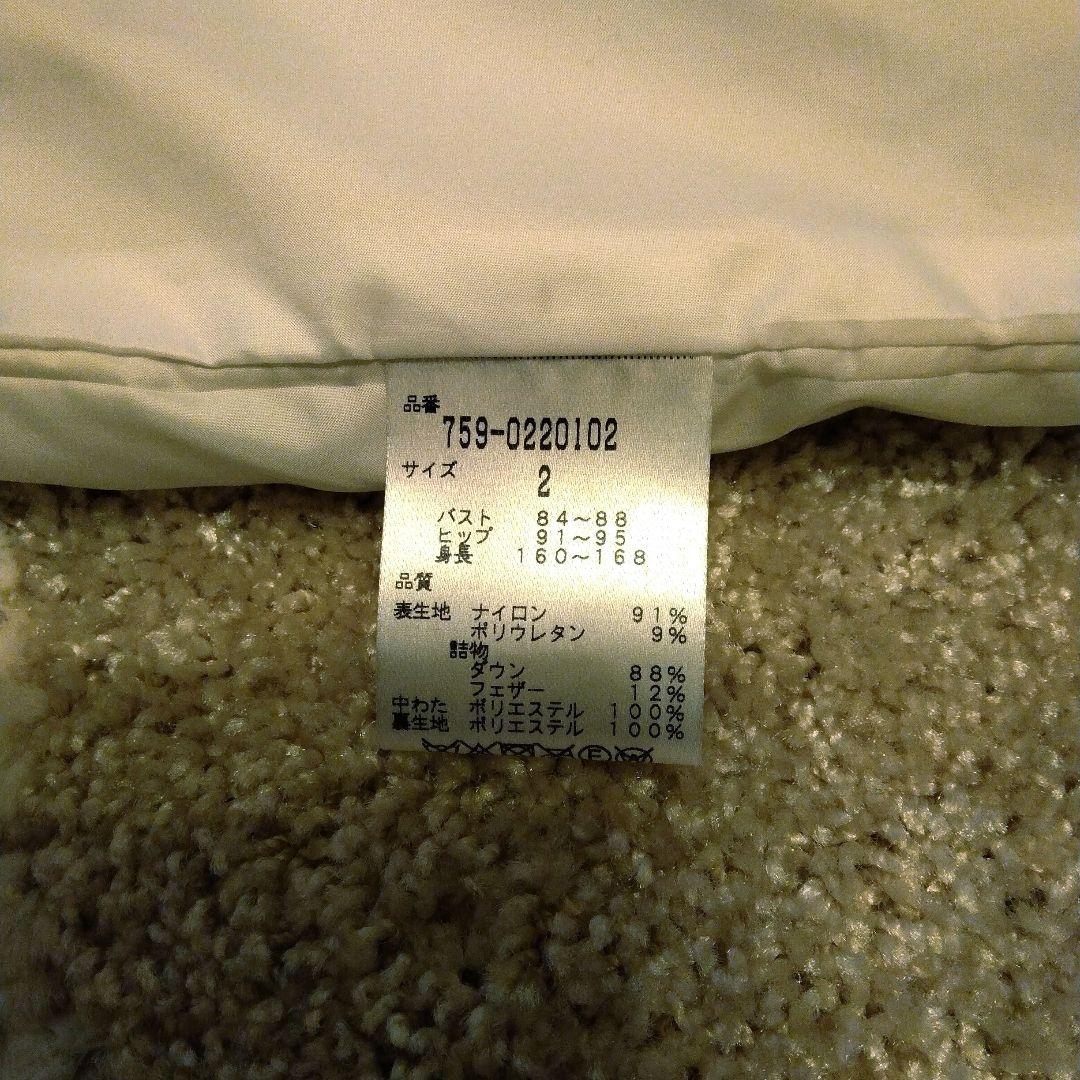 品番
759-0220102
サイズ 2
バスト 84〜88
ヒップ 91〜95
身長 160〜168
品質
表生地 ナイロン 91%
ポリウレタン 9%
詰物
ダウン 88%
フェザー 12%
中わた ポリエステル 100%
裏生地 ポリエステル 100%